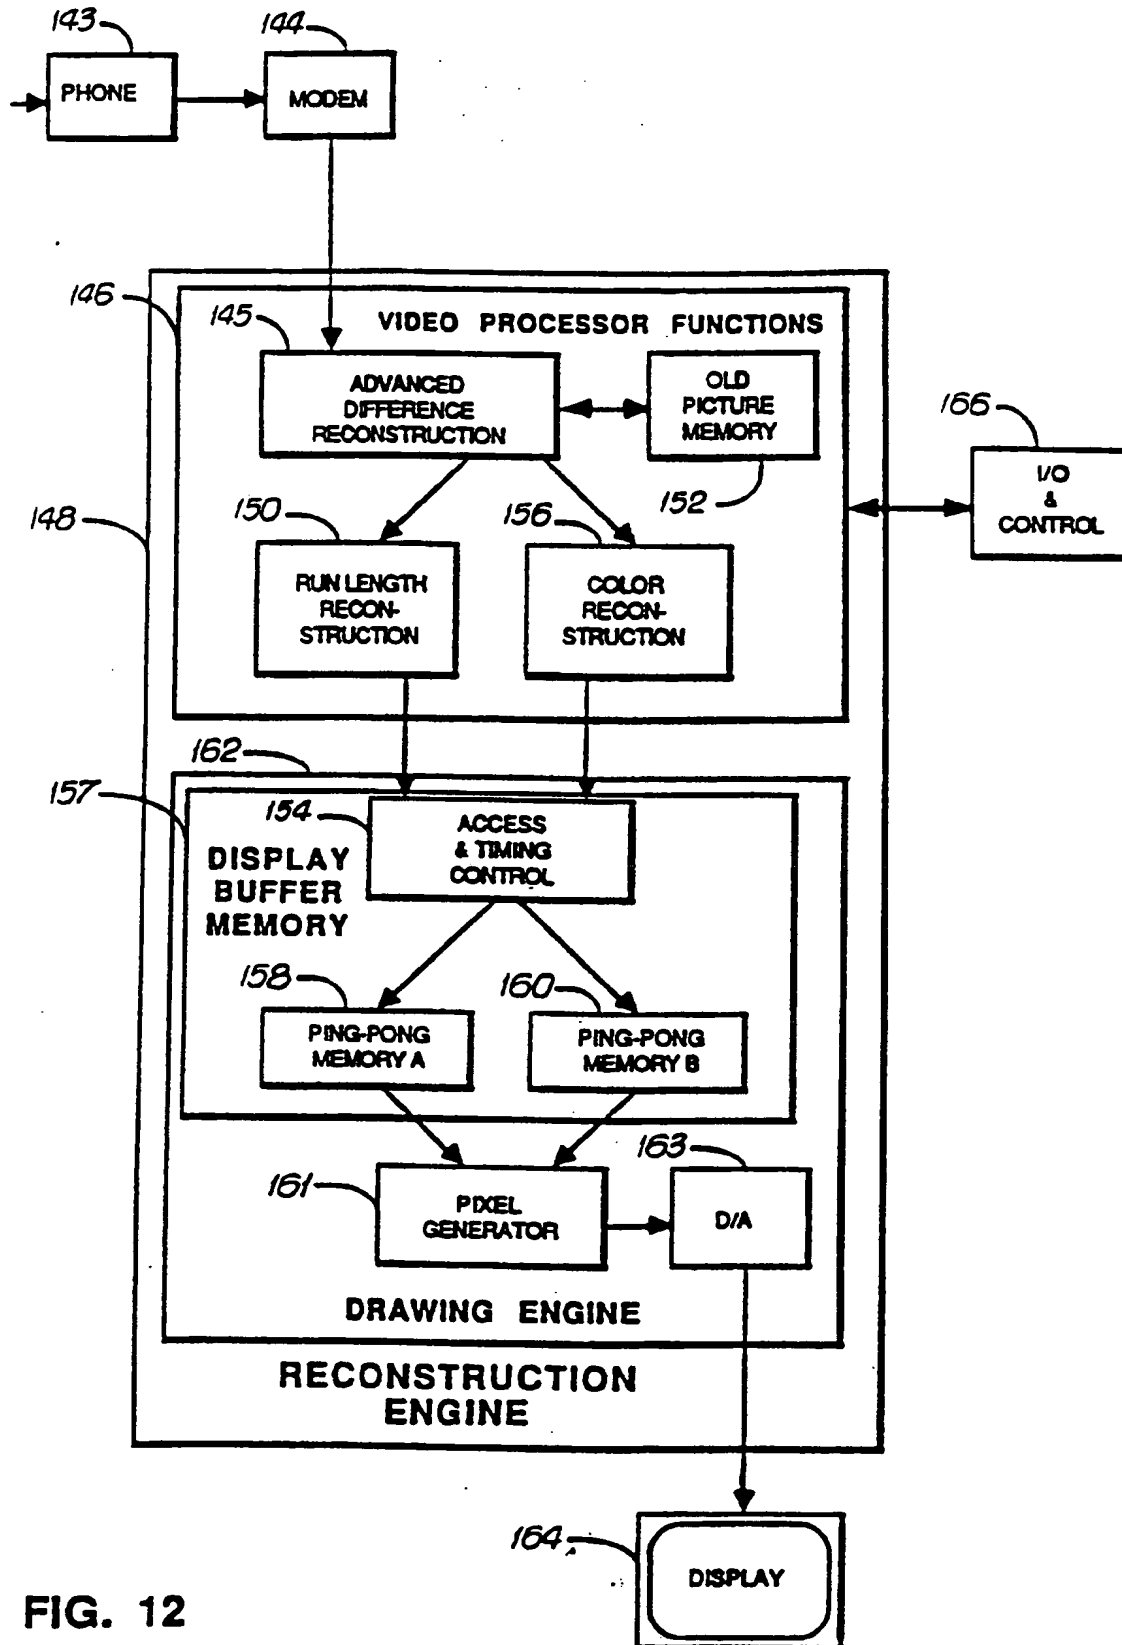 143
144
PHONE
MODEM
146
145
VIDEO PROCESSOR FUNCTIONS
ADVANCED
DIFFERENCE
RECONSTRUCTION
OLD
PICTURE
MEMORY
166
I/O
&
CONTROL
152
148
150
156
RUN LENGTH
RECON-
STRUCTION
COLOR
RECON-
STRUCTION
162
157
154
ACCESS
& TIMING
CONTROL
DISPLAY
BUFFER
MEMORY
158
160
PING-PONG
MEMORY A
PING-PONG
MEMORY B
163
161
PIXEL
GENERATOR
D/A
DRAWING ENGINE
RECONSTRUCTION
ENGINE
164
DISPLAY
FIG. 12